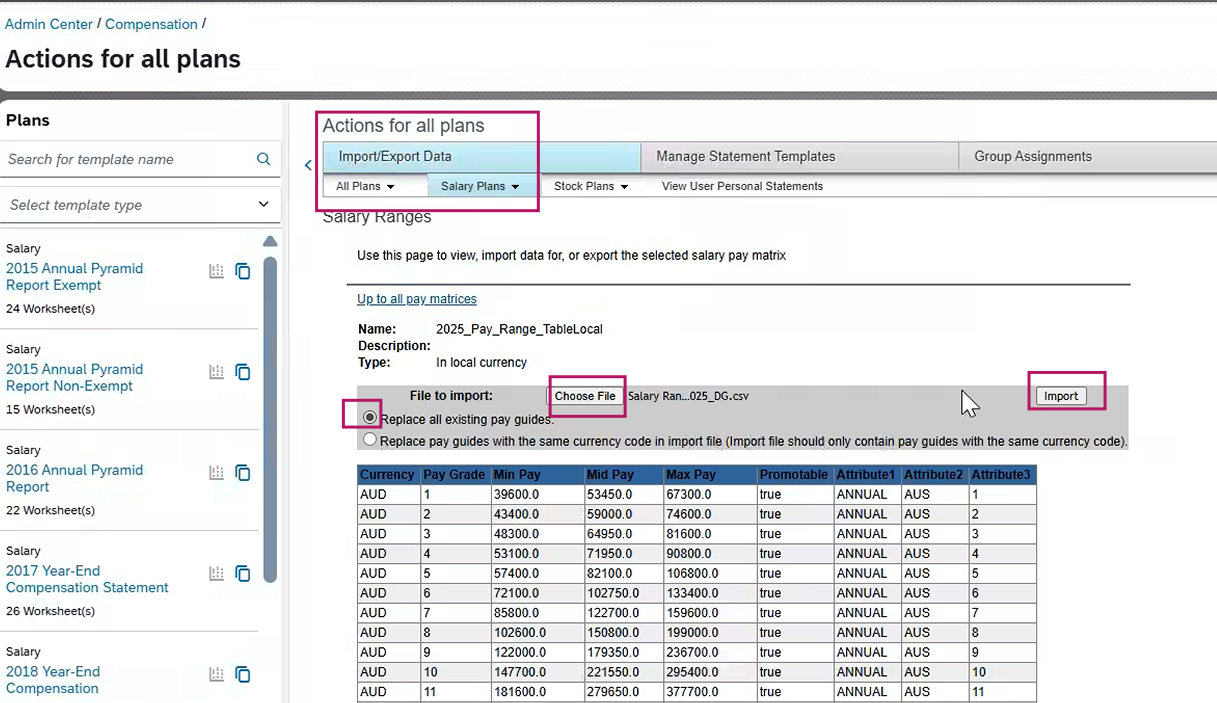 Admin Center / Compensation /
Actions for all plans
Plans
Search for template name
Select template type
Salary
2015 Annual Pyramid
Report Exempt
24 Worksheet(s)
Salary
2015 Annual Pyramid
Report Non-Exempt
15 Worksheet(s)
Salary
2016 Annual Pyramid
Report
22 Worksheet(s)
Salary
2017 Year-End
Compensation Statement
26 Worksheet(s)
Salary
2018 Year-End
Compensation
Actions for all plans
Import/Export Data Manage Statement Templates Group Assignments
All Plans Salary Plans Stock Plans View User Personal Statements
Salary Ranges
Use this page to view, import data for, or export the selected salary pay matrix
Up to all pay matrices
Name: 2025_Pay_Range_TableLocal
Description:
Type: In local currency
File to import: Choose File Salary Ran...025_DG.csv Import
Replace all existing pay guides.
Replace pay guides with the same currency code in import file (Import file should only contain pay guides with the same currency code).
Currency Pay Grade Min Pay Mid Pay Max Pay Promotable Attribute1 Attribute2 Attribute3
AUD 1 39600.0 53450.0 67300.0 true ANNUAL AUS 1
AUD 2 43400.0 59000.0 74600.0 true ANNUAL AUS 2
AUD 3 48300.0 64950.0 81600.0 true ANNUAL AUS 3
AUD 4 53100.0 71950.0 90800.0 true ANNUAL AUS 4
AUD 5 57400.0 82100.0 106800.0 true ANNUAL AUS 5
AUD 6 72100.0 102750.0 133400.0 true ANNUAL AUS 6
AUD 7 85800.0 122700.0 159600.0 true ANNUAL AUS 7
AUD 8 102600.0 150800.0 199000.0 true ANNUAL AUS 8
AUD 9 122000.0 179350.0 236700.0 true ANNUAL AUS 9
AUD 10 147700.0 221550.0 295400.0 true ANNUAL AUS 10
AUD 11 181600.0 279650.0 377700.0 true ANNUAL AUS 11